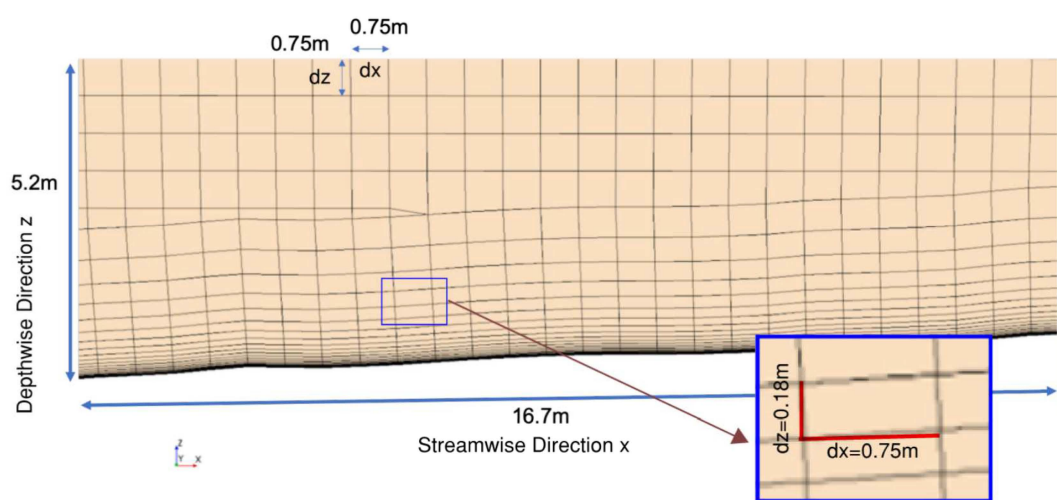 0.75m
0.75m
dz
dx
5.2m
Depthwise Direction z
16.7m
Streamwise Direction x
Z
Y
X
dz=0.18m
dx=0.75m